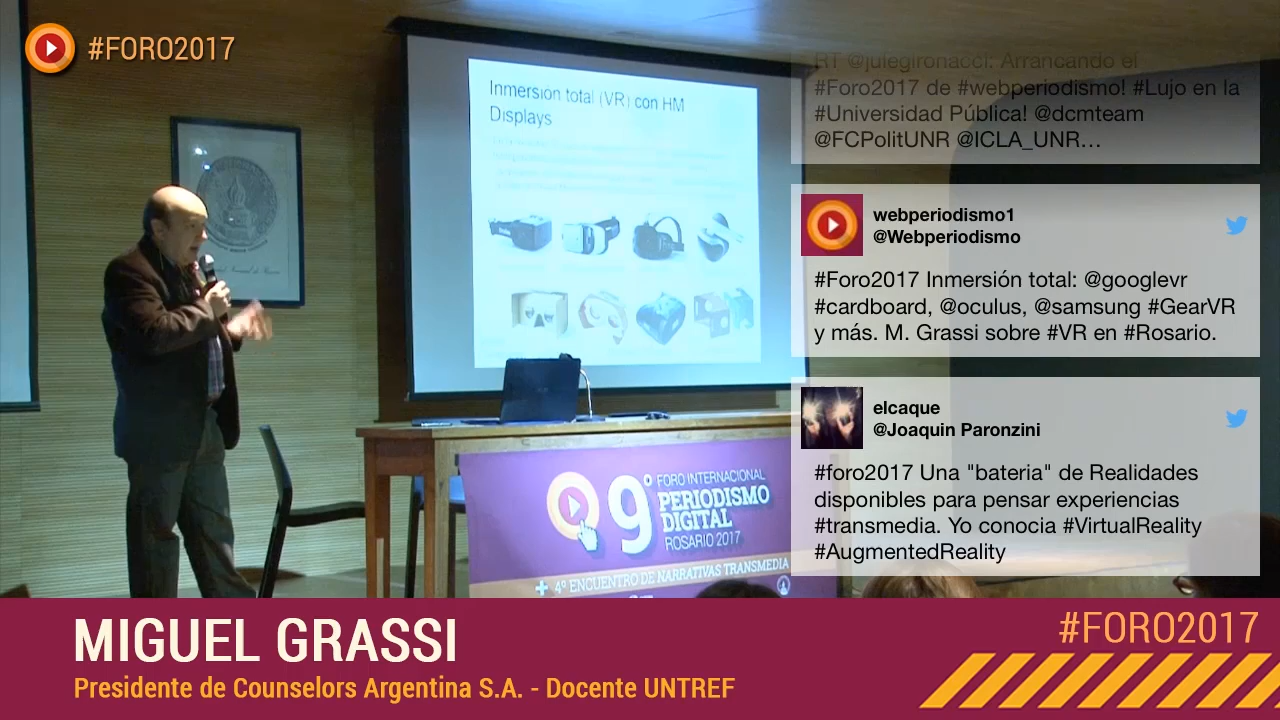 #FORO2017
Inmersión total (VR) con HM
Displays
RT @julegironacci: Arrancando el
#Foro2017 de #webperiodismo! #Lujo en la
#Universidad Pública! @dcmteam
@FCPolitUNR @ICLA_UNR…
webperiodismo1
@Webperiodismo
#Foro2017 Inmersión total: @googlevr
#cardboard, @oculus, @samsung #GearVR
y más. M. Grassi sobre #VR en #Rosario.
elcaque
@Joaquin Paronzini
#foro2017 Una "bateria" de Realidades
disponibles para pensar experiencias
#transmedia. Yo conocia #VirtualReality
#AugmentedReality
9° FORO INTERNACIONAL
PERIODISMO
DIGITAL
ROSARIO 2017
+ 4° ENCUENTRO DE NARRATIVAS TRANSMEDIA
MIGUEL GRASSI
Presidente de Counselors Argentina S.A. - Docente UNTREF
#FORO2017